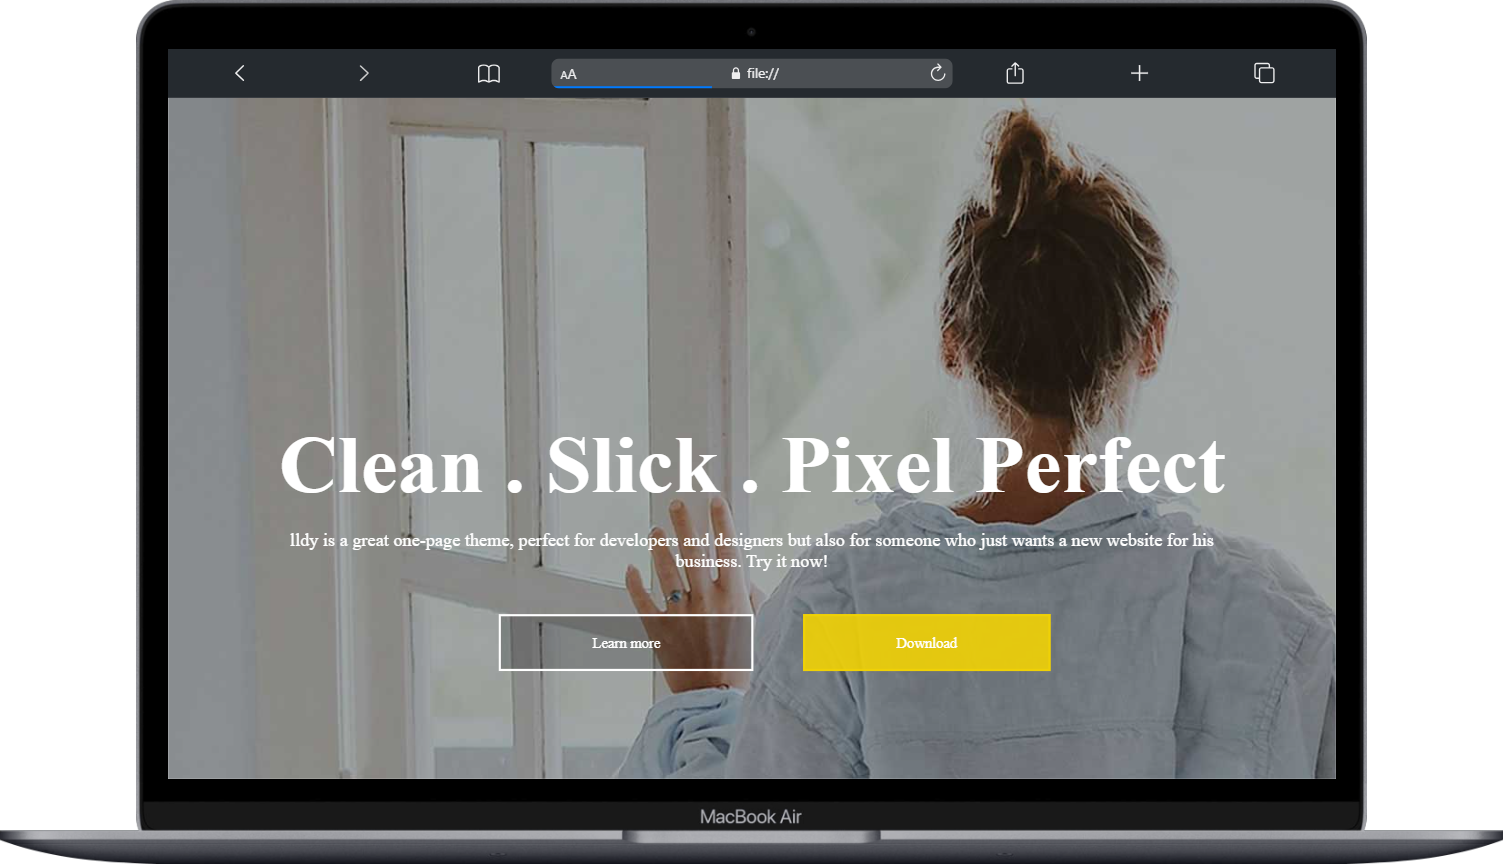 AA
file://
Clean . Slick . Pixel Perfect
lldy is a great one-page theme, perfect for developers and designers but also for someone who just wants a new website for his
business. Try it now!
Learn more
Download
MacBook Air